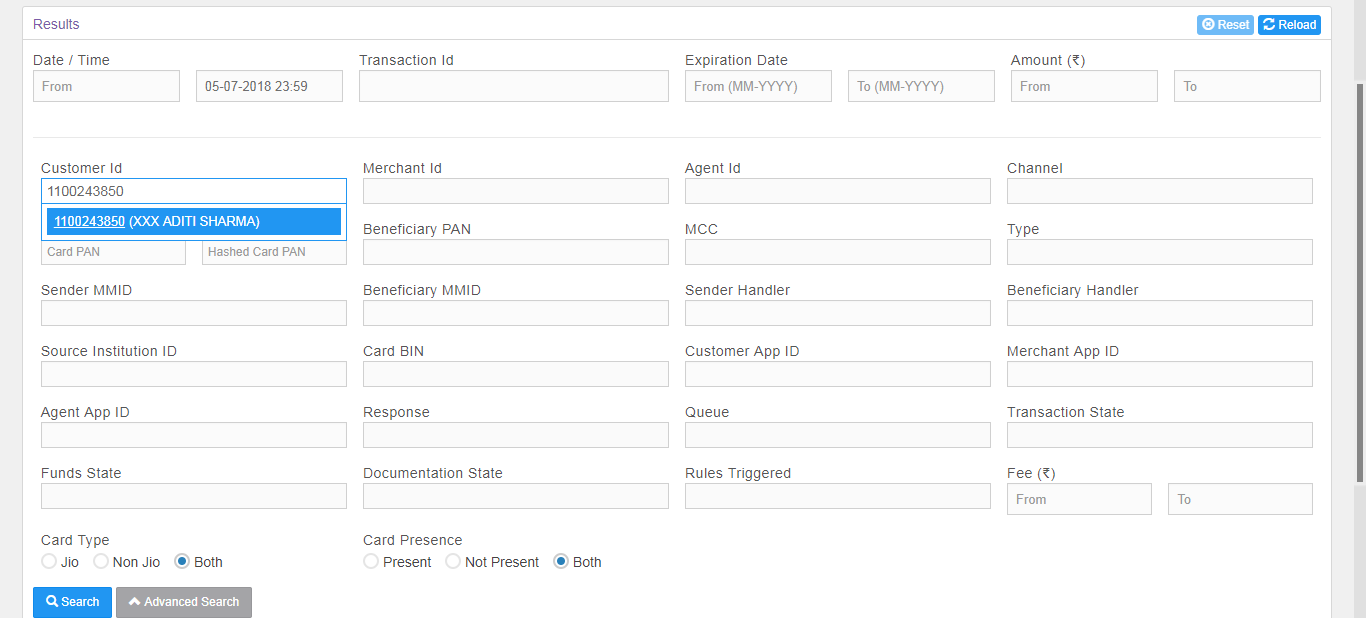 Results
Reset Reload
Date / Time Transaction Id Expiration Date Amount (₹)
From 05-07-2018 23:59 From (MM-YYYY) To (MM-YYYY) From To
Customer Id Merchant Id Agent Id Channel
1100243850
1100243850 (XXX ADITI SHARMA)
Beneficiary PAN MCC Type
Card PAN Hashed Card PAN
Sender MMID Beneficiary MMID Sender Handler Beneficiary Handler
Source Institution ID Card BIN Customer App ID Merchant App ID
Agent App ID Response Queue Transaction State
Funds State Documentation State Rules Triggered Fee (₹)
From To
Card Type Card Presence
Jio Non Jio Both Present Not Present Both
Search Advanced Search